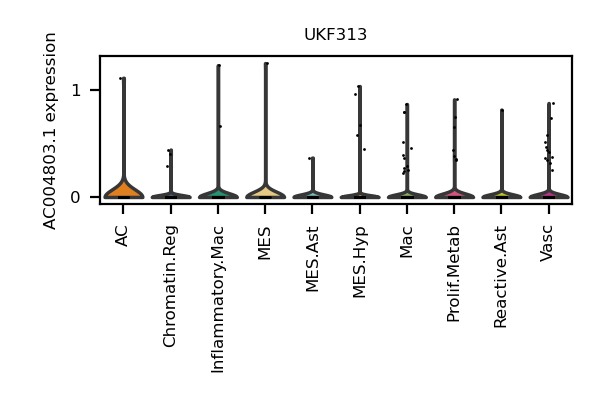 UKF313
AC004803.1 expression
1
0
AC
Chromatin.Reg
Inflammatory.Mac
MES
MES.Ast
MES.Hyp
Mac
Prolif.Metab
Reactive.Ast
Vasc